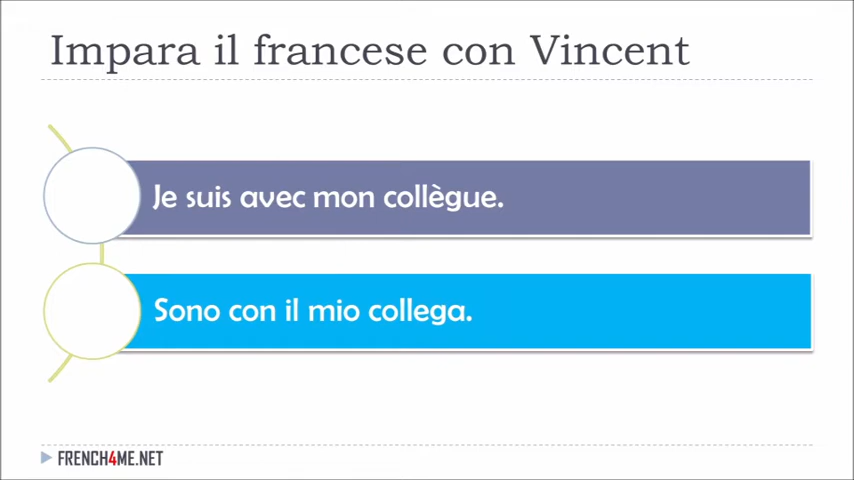 Impara il francese con Vincent
Je suis avec mon collègue.
Sono con il mio collega.
FRENCH4ME.NET